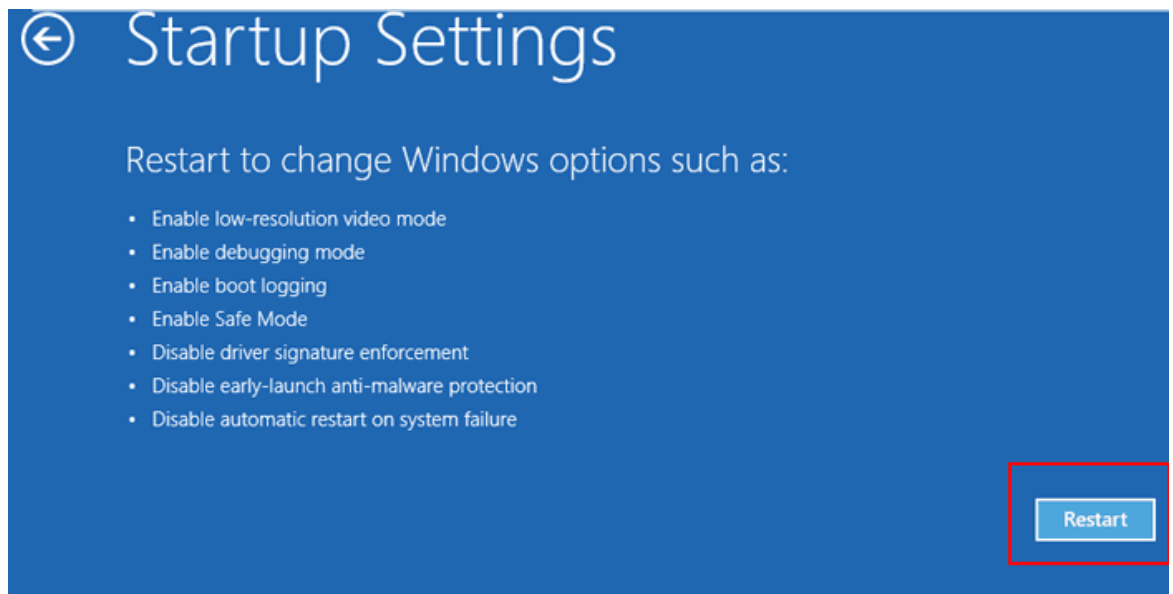 Startup Settings
Restart to change Windows options such as:
• Enable low-resolution video mode
• Enable debugging mode
• Enable boot logging
• Enable Safe Mode
• Disable driver signature enforcement
• Disable early-launch anti-malware protection
• Disable automatic restart on system failure
Restart